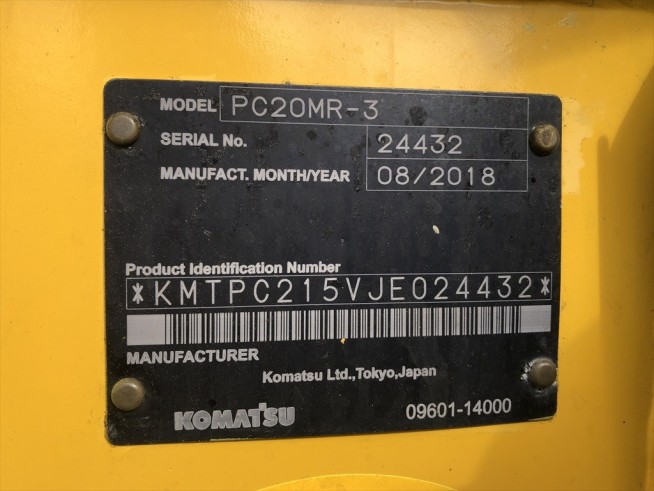 MODEL PC20MR-3
SERIAL No. 24432
MANUFACT. MONTH/YEAR 08/2018
Product Identification Number
*KMTPC215VJE024432*
MANUFACTURER
Komatsu Ltd.,Tokyo,Japan
KOMATSU 09601-14000